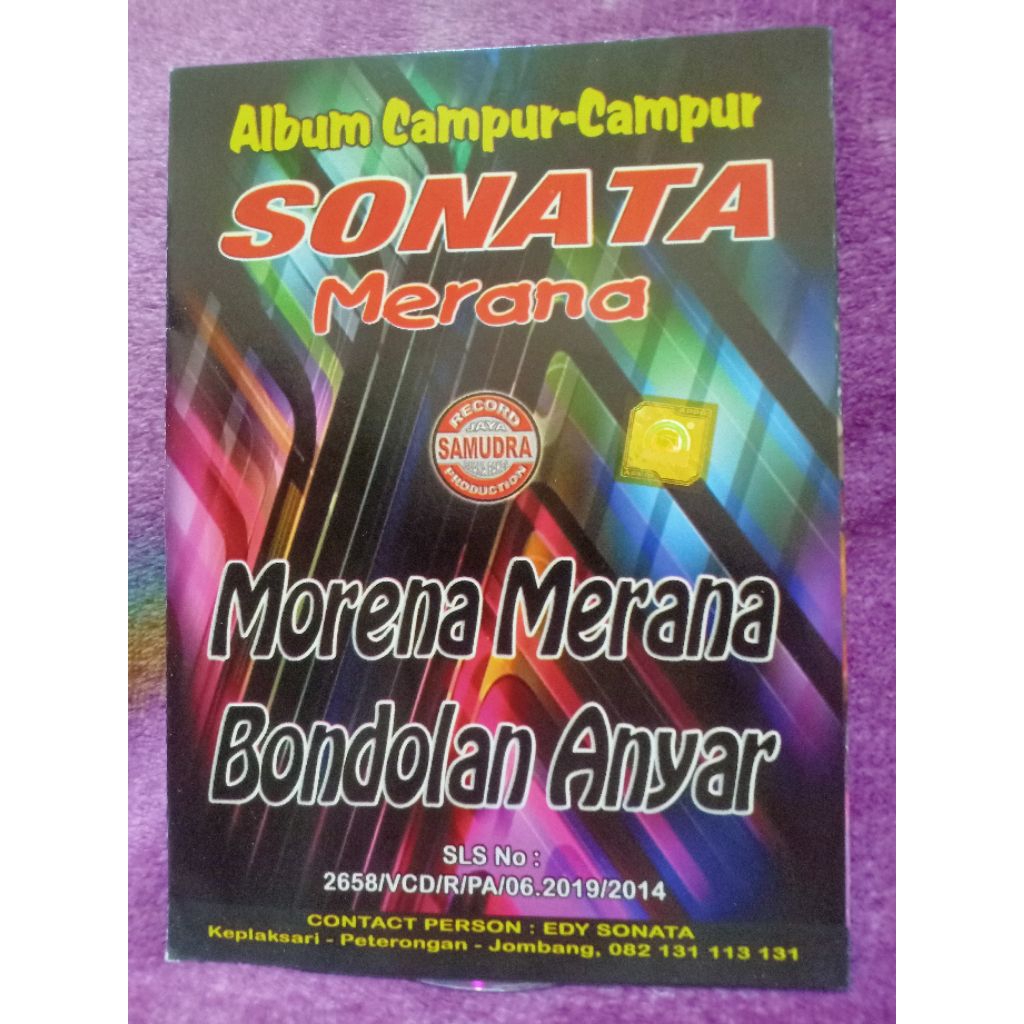 Album Campur-Campur
SONATA
Merana
RECORD
JAYA
SAMUDRA
PRODUCTION
Morena Merana
Bondolan Anyar
SLS No :
2658/VCD/R/PA/06.2019/2014
CONTACT PERSON : EDY SONATA
Keplaksari - Peterongan - Jombang, 082 131 113 131